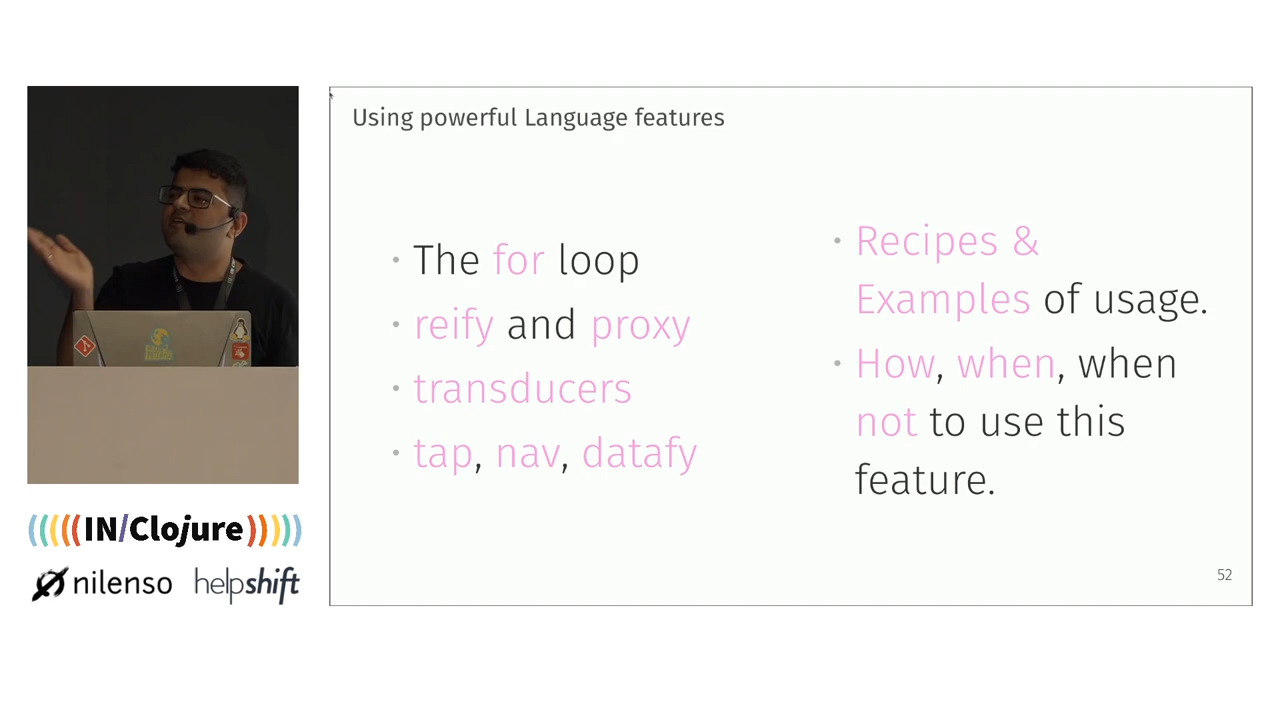 Using powerful Language features
• The for loop
• reify and proxy
• transducers
• tap, nav, datafy
• Recipes &
Examples of usage.
• How, when, when
not to use this
feature.
52
(((((IN/Clojure)))))
nilenso
helpshift